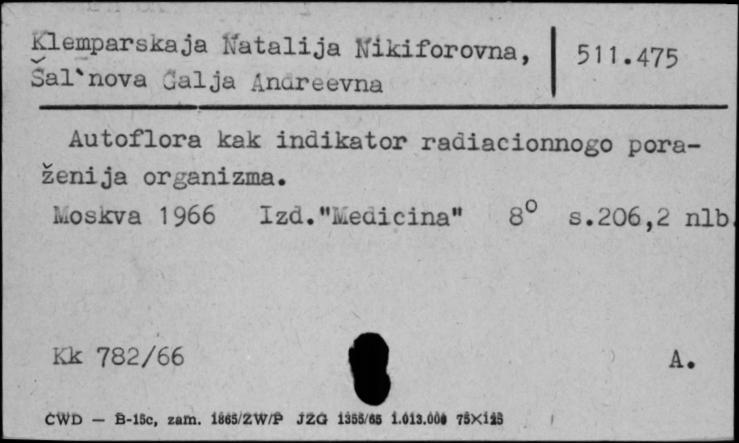 Klemparskaja Natalija Nikiforovna, 511.475
Šal`nova Galja Andreevna
Autoflora kak indikator radiacionnogo pora-
ženija organizma.
Moskva 1966 Izd."Medicina" 8° s.206,2 nlb.
Kk 782/66 A.
CWD — B-15c, zam. 1865/ZW/P JZG 1355/65 1.013.000 75×125